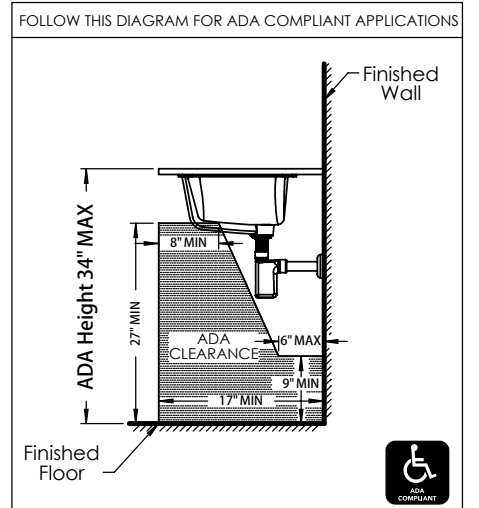 FOLLOW THIS DIAGRAM FOR ADA COMPLIANT APPLICATIONS
Finished
Wall
ADA Height 34" MAX
27" MIN
8" MIN
ADA
CLEARANCE
6" MAX
9" MIN
17" MIN
Finished
Floor
ADA
COMPLIANT